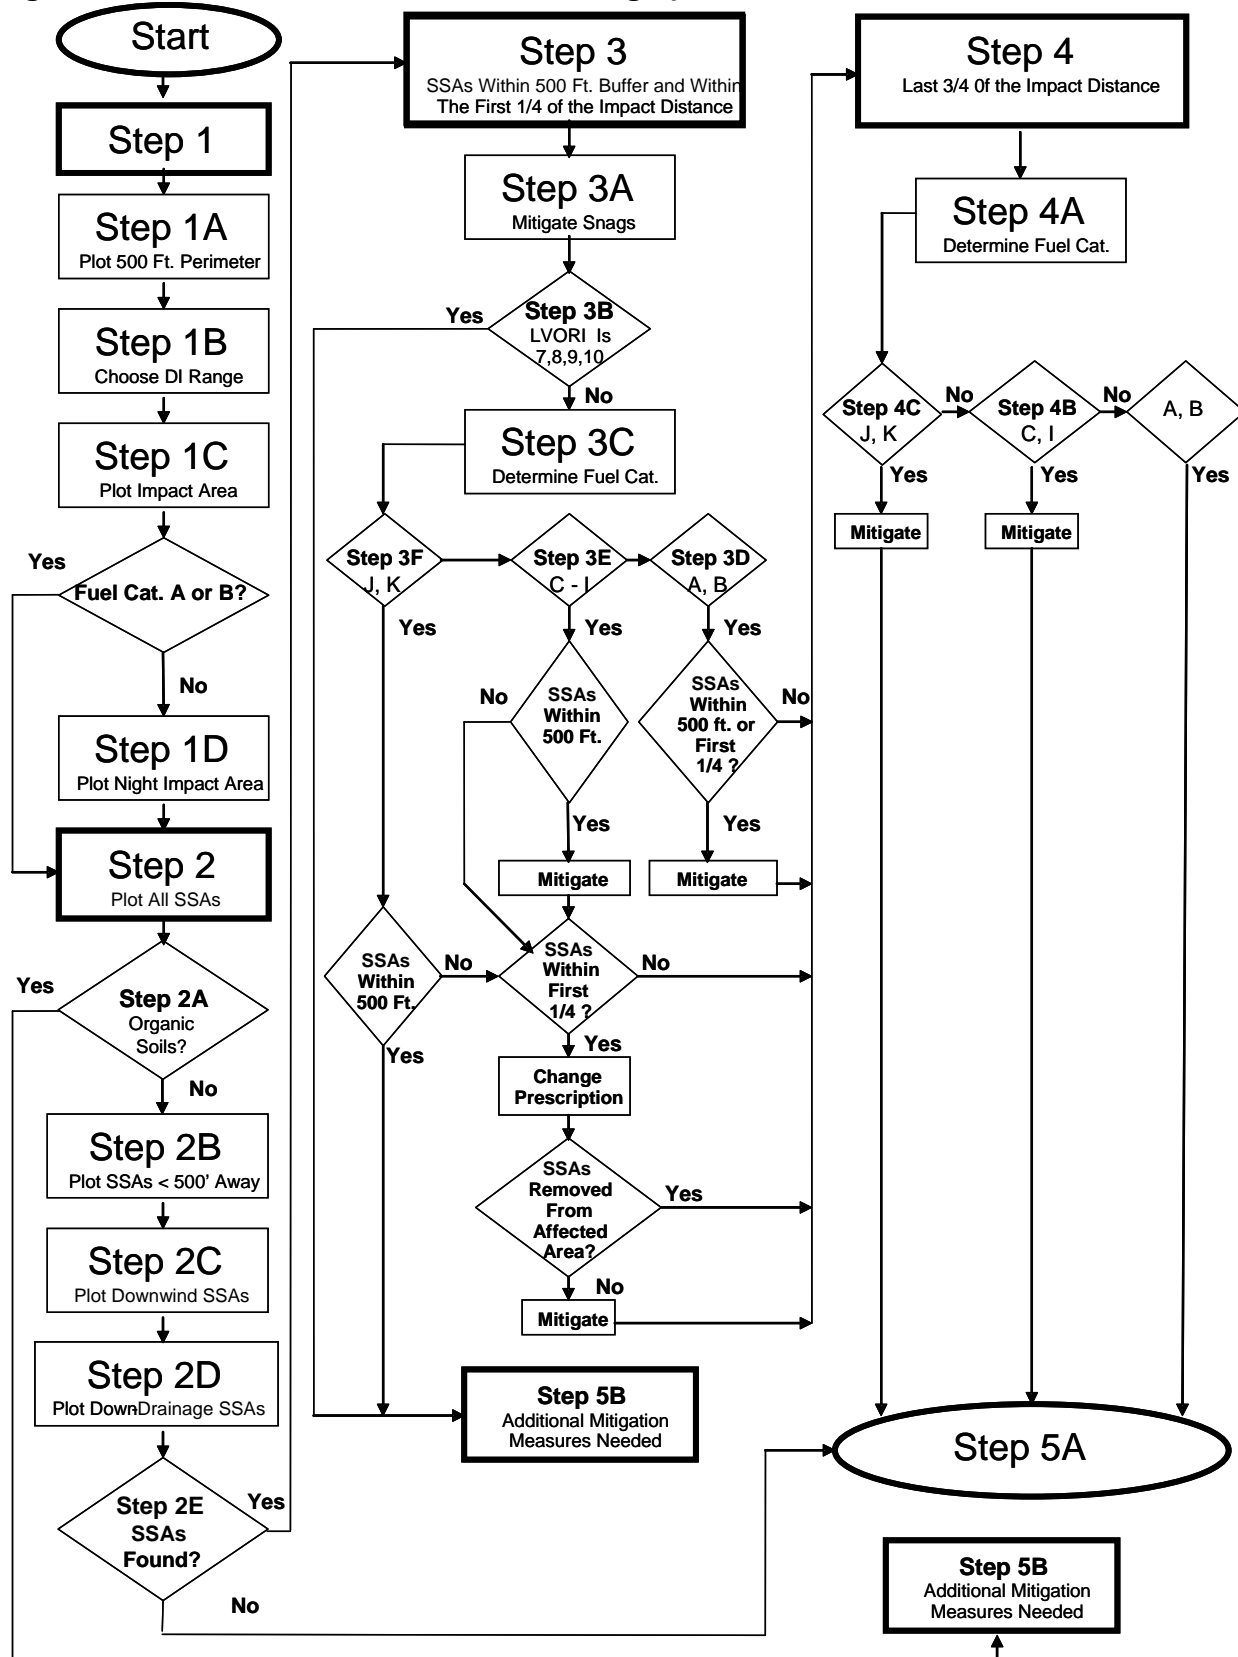 Start
Step 1
Step 1A
Plot 500 Ft. Perimeter
Step 1B
Choose DI Range
Step 1C
Plot Impact Area
Yes
Fuel Cat. A or B?
No
Step 1D
Plot Night Impact Area
Step 2
Plot All SSAs
Yes
Step 2A
Organic
Soils?
No
Step 2B
Plot SSAs < 500' Away
Step 2C
Plot Downwind SSAs
Step 2D
Plot Down-Drainage SSAs
Step 2E
SSAs
Found?
Yes
No
Step 3
SSAs Within 500 Ft. Buffer and Within
The First 1/4 of the Impact Distance
Step 3A
Mitigate Snags
Yes
Step 3B
LVORI Is
7,8,9,10
No
Step 3C
Determine Fuel Cat.
Step 3F
J, K
Step 3E
C - I
Step 3D
A, B
Yes
Yes
Yes
No
SSAs
Within
500 Ft.
SSAs
Within
500 ft. or
First
1/4 ?
No
Yes
Yes
Mitigate
Mitigate
SSAs
Within
500 Ft.
No
SSAs
Within
First
1/4 ?
No
Yes
Yes
Change
Prescription
SSAs
Removed
From
Affected
Area?
Yes
No
Mitigate
Step 5B
Additional Mitigation
Measures Needed
Step 4
Last 3/4 0f the Impact Distance
Step 4A
Determine Fuel Cat.
Step 4C
J, K
No
Step 4B
C, I
No
A, B
Yes
Yes
Yes
Mitigate
Mitigate
Step 5A
Step 5B
Additional Mitigation
Measures Needed